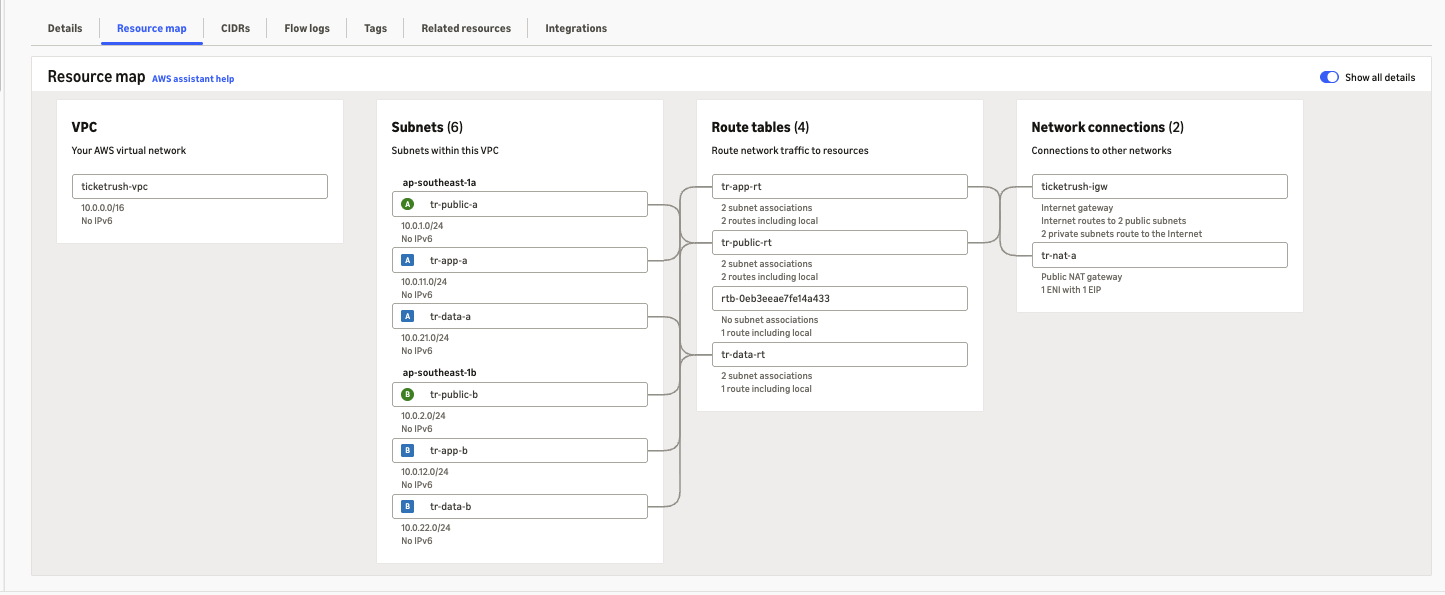 Details
Resource map
CIDRs
Flow logs
Tags
Related resources
Integrations
Resource map
AWS assistant help
Show all details
VPC
Your AWS virtual network
ticketrush-vpc
10.0.0.0/16
No IPv6
Subnets (6)
Subnets within this VPC
ap-southeast-1a
A tr-public-a
10.0.1.0/24
No IPv6
A tr-app-a
10.0.11.0/24
No IPv6
A tr-data-a
10.0.21.0/24
No IPv6
ap-southeast-1b
B tr-public-b
10.0.2.0/24
No IPv6
B tr-app-b
10.0.12.0/24
No IPv6
B tr-data-b
10.0.22.0/24
No IPv6
Route tables (4)
Route network traffic to resources
tr-app-rt
2 subnet associations
2 routes including local
tr-public-rt
2 subnet associations
2 routes including local
rtb-0eb3eeae7fe14a433
No subnet associations
1 route including local
tr-data-rt
2 subnet associations
1 route including local
Network connections (2)
Connections to other networks
ticketrush-igw
Internet gateway
Internet routes to 2 public subnets
2 private subnets route to the Internet
tr-nat-a
Public NAT gateway
1 ENI with 1 EIP